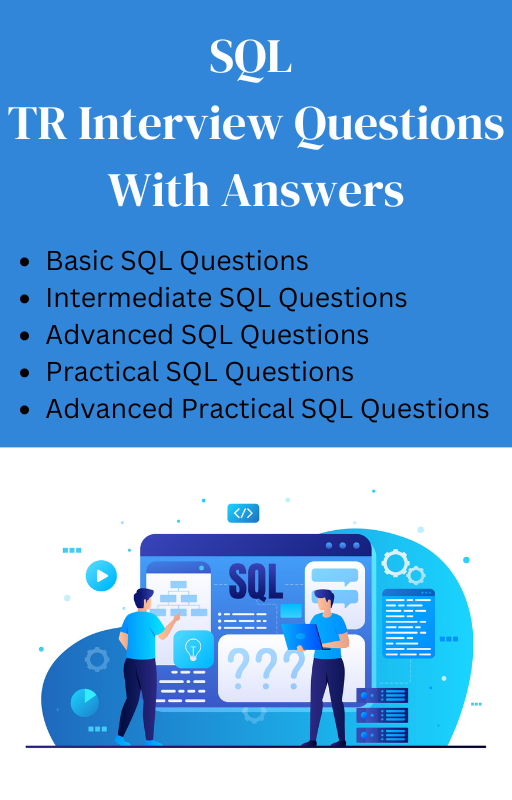 SQL
TR Interview Questions
With Answers
Basic SQL Questions
Intermediate SQL Questions
Advanced SQL Questions
Practical SQL Questions
Advanced Practical SQL Questions
</>
SQL
???